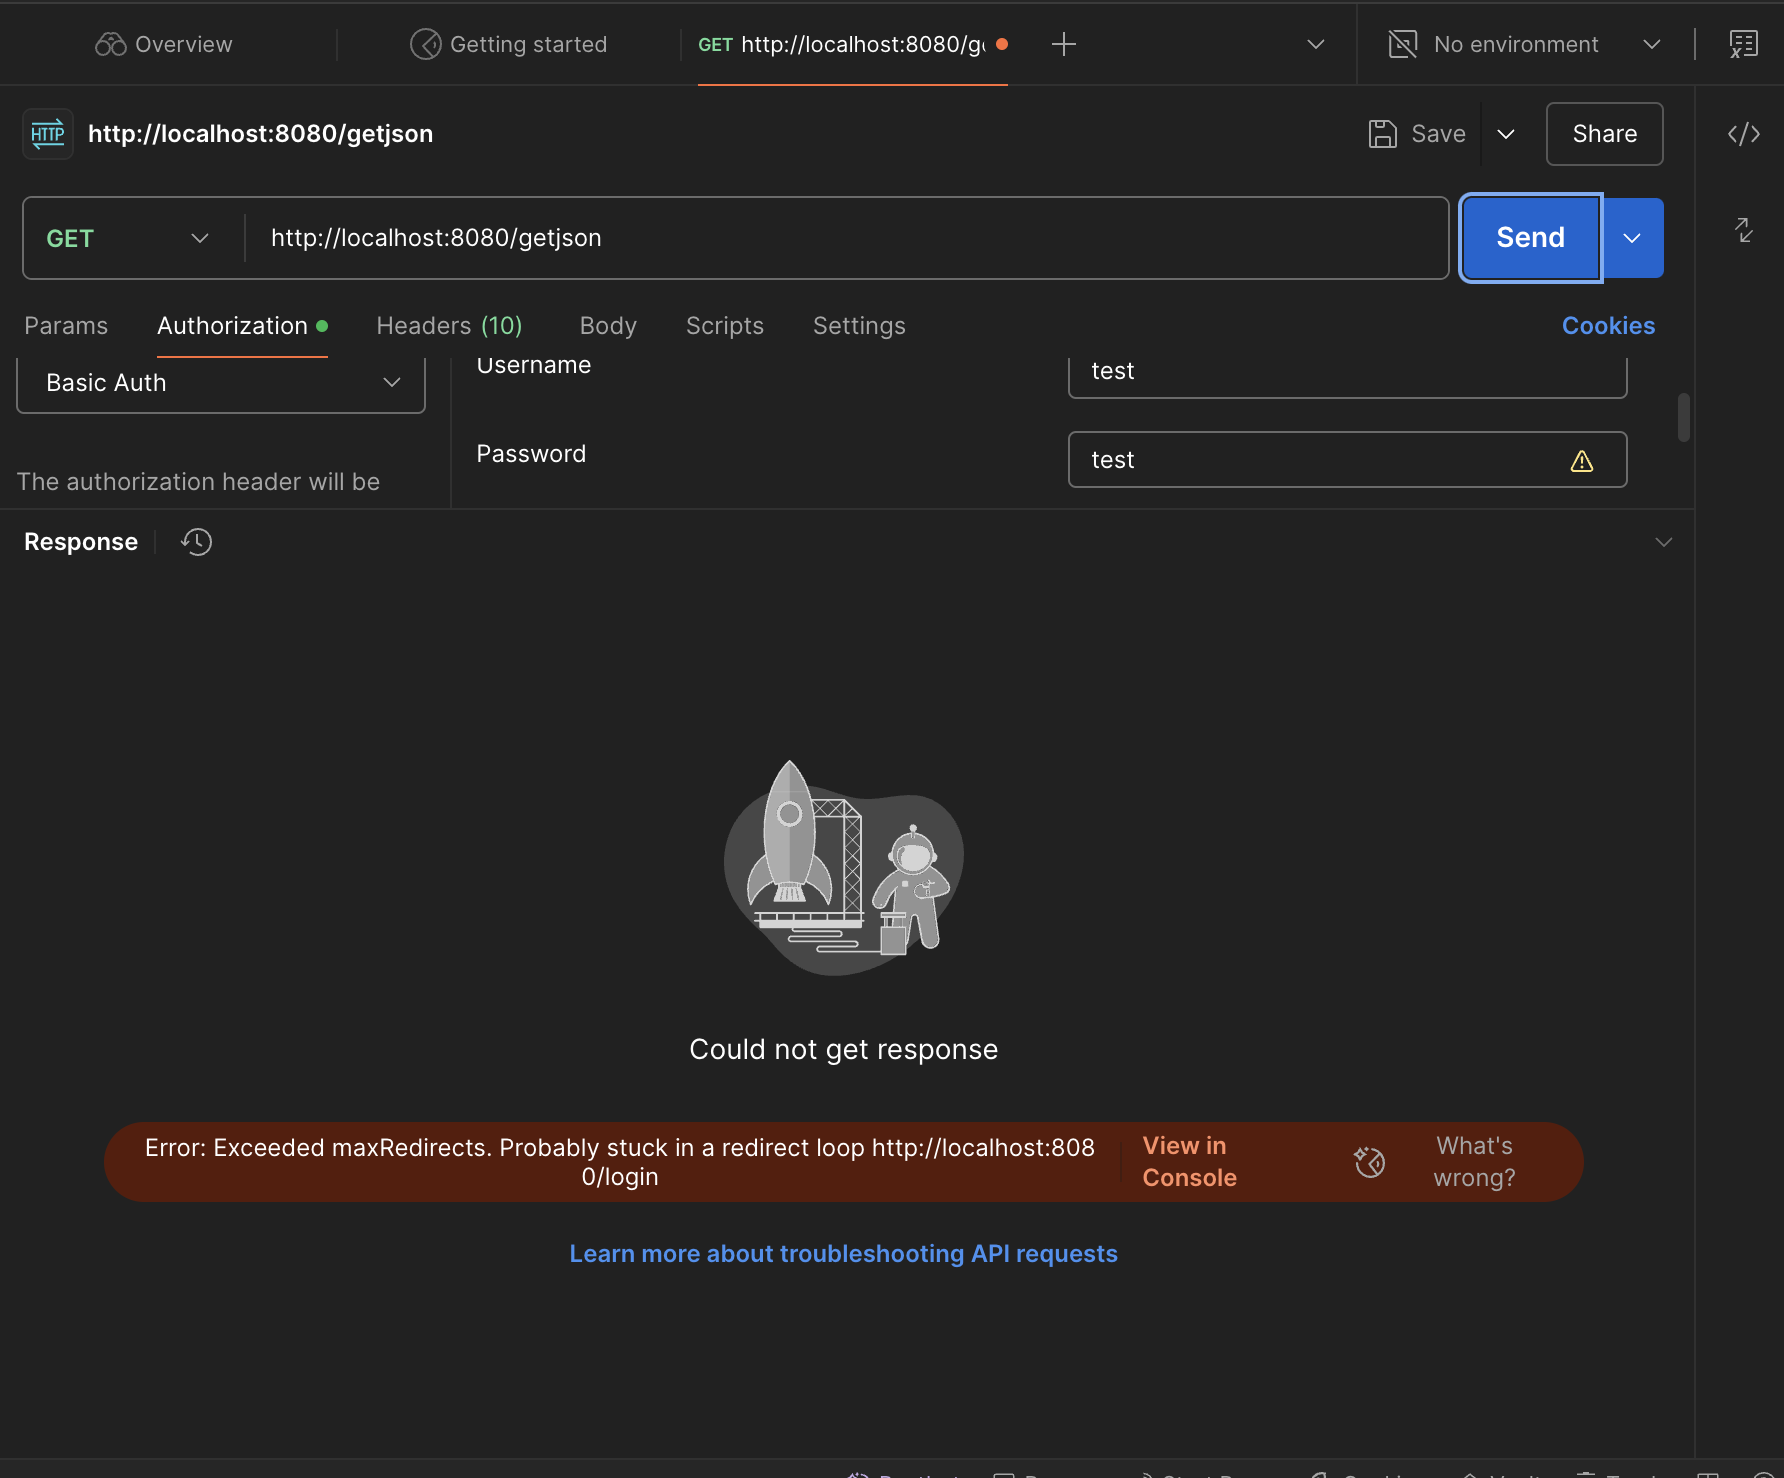 Overview
Getting started
GET http://localhost:8080/g
No environment
HTTP http://localhost:8080/getjson
Save
Share
GET
http://localhost:8080/getjson
Send
Params
Authorization
Headers (10)
Body
Scripts
Settings
Cookies
Basic Auth
Username
test
Password
test
The authorization header will be
Response
Could not get response
Error: Exceeded maxRedirects. Probably stuck in a redirect loop http://localhost:808
0/login
View in
Console
What's
wrong?
Learn more about troubleshooting API requests